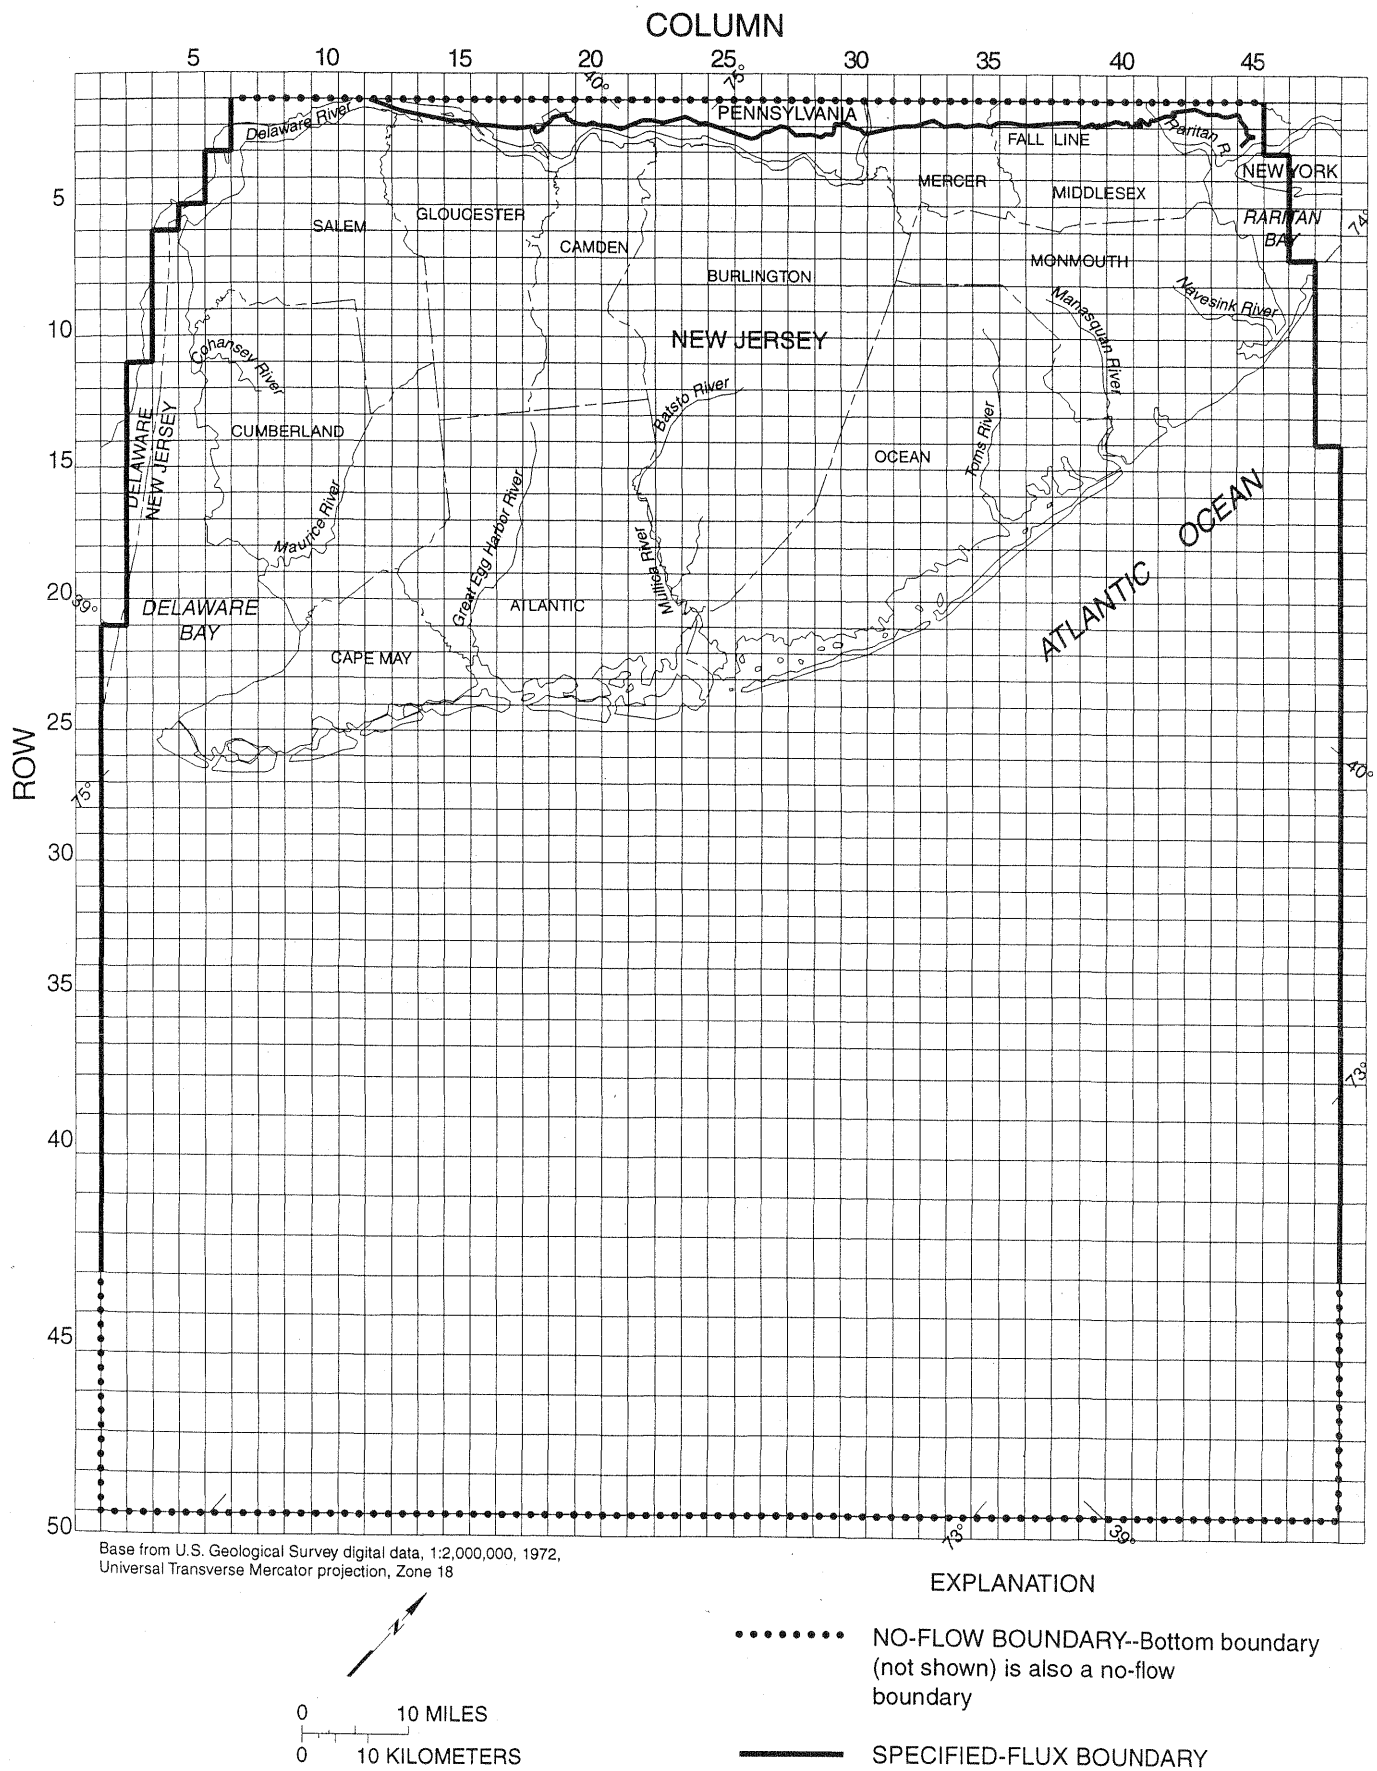 COLUMN
5 10 15 20 25 30 35 40 45
40° 75°
PENNSYLVANIA
Delaware River
Raritan R.
FALL LINE
NEW YORK
MERCER
MIDDLESEX
5
GLOUCESTER
RARITAN
BAY
74°
SALEM
CAMDEN
MONMOUTH
BURLINGTON
Navesink River
Manasquan River
10
NEW JERSEY
Cohansey River
Batsto River
DELAWARE
NEW JERSEY
CUMBERLAND
Toms River
OCEAN
15
Maurice River
Great Egg Harbor River
Mullica River
ATLANTIC OCEAN
20
39°
DELAWARE
BAY
ATLANTIC
CAPE MAY
25
ROW
75°
40°
30
35
73°
40
45
50
73°
39°
Base from U.S. Geological Survey digital data, 1:2,000,000, 1972,
Universal Transverse Mercator projection, Zone 18
N
0 10 MILES
0 10 KILOMETERS
EXPLANATION
NO-FLOW BOUNDARY--Bottom boundary
(not shown) is also a no-flow
boundary
SPECIFIED-FLUX BOUNDARY